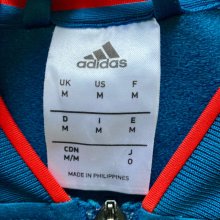 adidas
UK US F
M M M
D I E
M M M
CDN J
M/M O
MADE IN PHILIPPINES